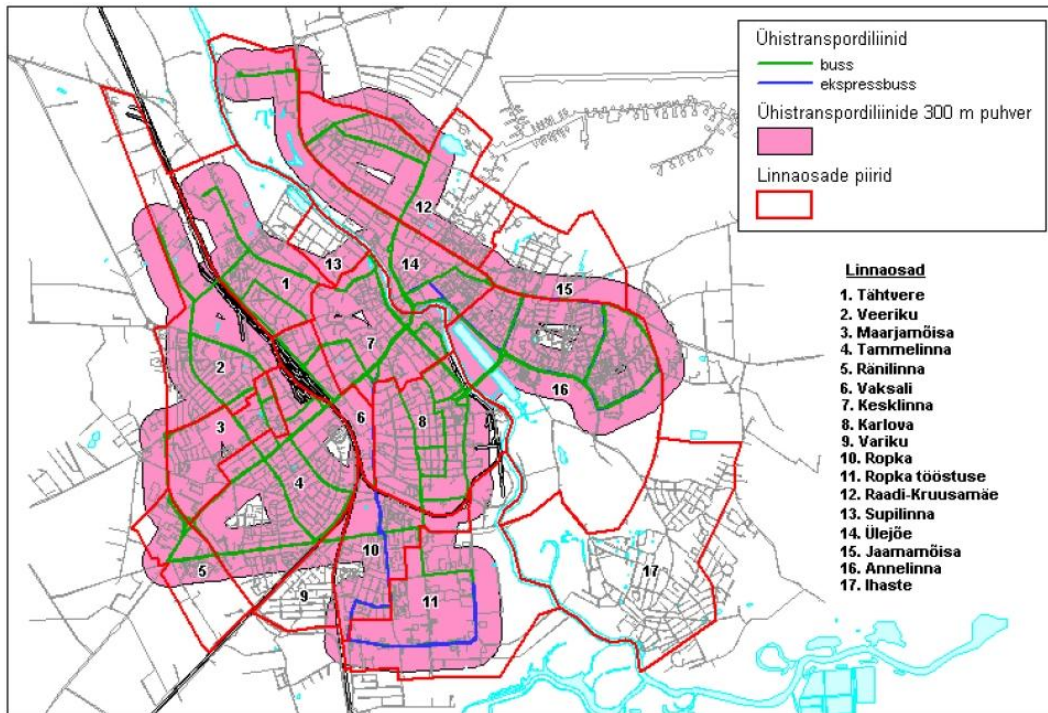 Ühistranspordiliinid
buss
ekspressbuss
Ühistranspordiliinide 300 m puhver
Linnaosade piirid
Linnaosad
1. Tähtvere
2. Veeriku
3. Maarjamõisa
4. Tammelinna
5. Ränilinna
6. Vaksali
7. Kesklinna
8. Karlova
9. Variku
10. Ropka
11. Ropka tööstuse
12. Raadi-Kruusamäe
13. Supilinna
14. Ülejõe
15. Jaamamõisa
16. Annelinna
17. Ihaste
12
13
14
1
15
7
2
16
6
3
8
4
10
17
5
9
11